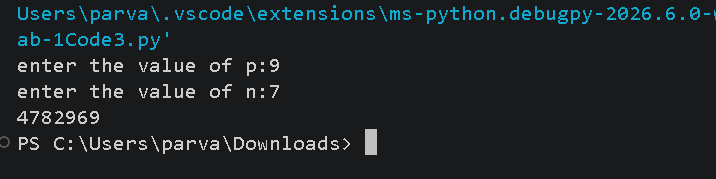 Users\parva\.vscode\extensions\ms-python.debugpy-2026.6.0-w
ab-1Code3.py'
enter the value of p:9
enter the value of n:7
4782969
PS C:\Users\parva\Downloads>